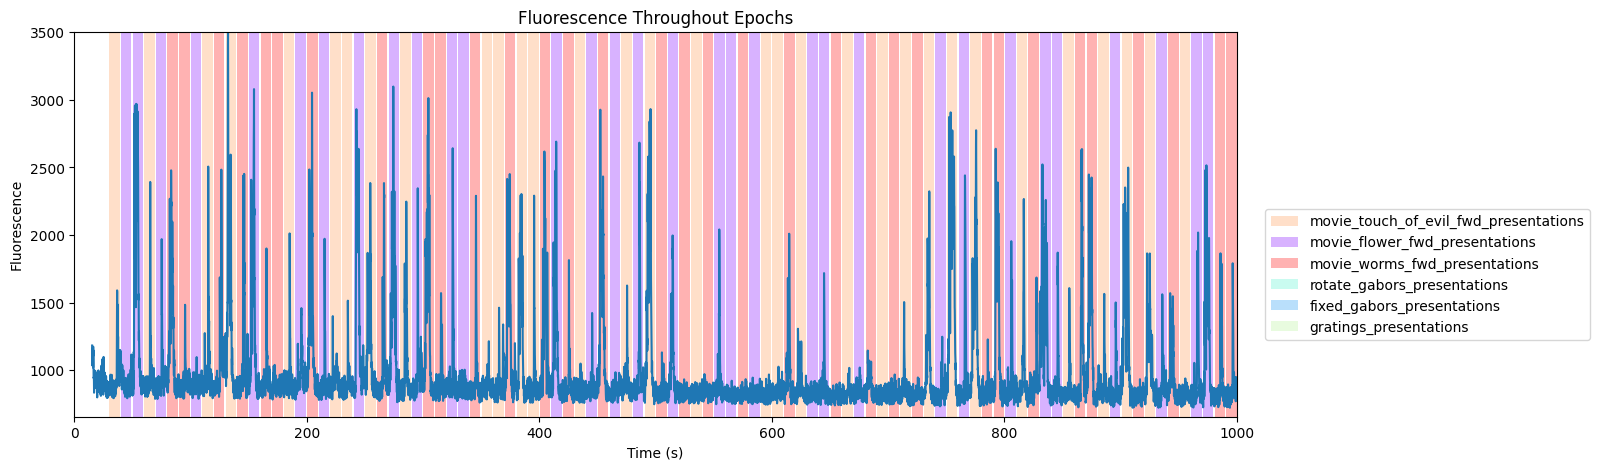 Fluorescence Throughout Epochs
3500
3000
2500
2000
1500
1000
Fluorescence
0
200
400
600
800
1000
Time (s)
movie_touch_of_evil_fwd_presentations
movie_flower_fwd_presentations
movie_worms_fwd_presentations
rotate_gabors_presentations
fixed_gabors_presentations
gratings_presentations